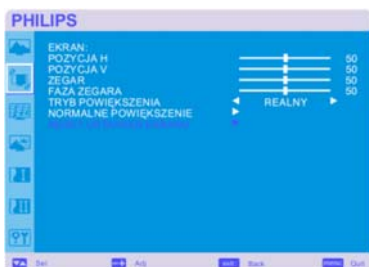 PHILIPS
EKRAN:
POZYCJA H 50
POZYCJA V 50
ZEGAR 50
FAZA ZEGARA 50
TRYB POWIĘKSZENIA REALNY
NORMALNE POWIĘKSZENIE
Sel Adj Back Quit